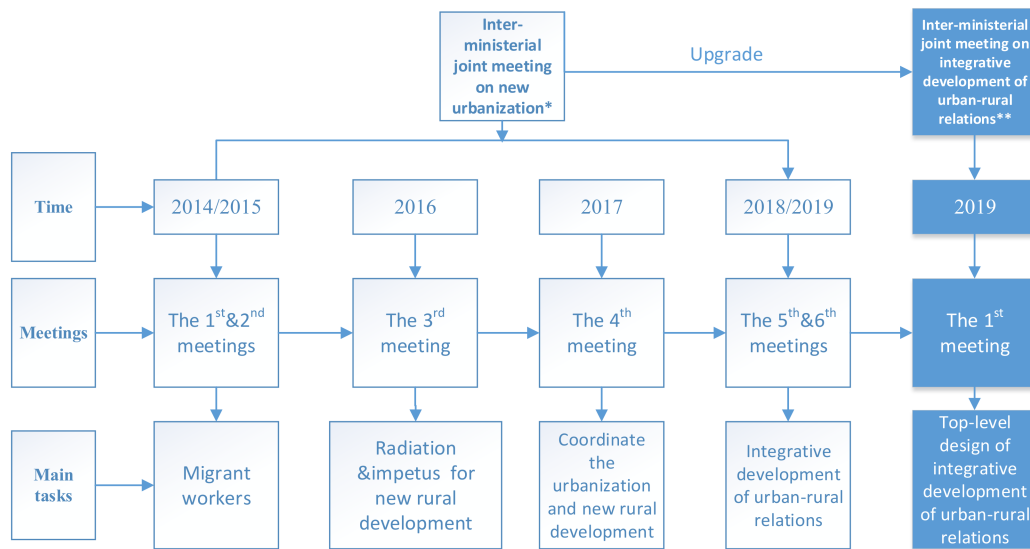 Inter-
ministerial
joint meeting
on new
urbanization*
Upgrade
Inter-ministerial
joint meeting on
integrative
development of
urban-rural
relations**
Time
2014/2015
2016
2017
2018/2019
2019
Meetings
The 1st&2nd
meetings
The 3rd
meeting
The 4th
meeting
The 5th&6th
meetings
The 1st
meeting
Main
tasks
Migrant
workers
Radiation
&impetus for
new rural
development
Coordinate
the
urbanization
and new rural
development
Integrative
development
of urban-rural
relations
Top-level
design of
integrative
development
of urban-rural
relations